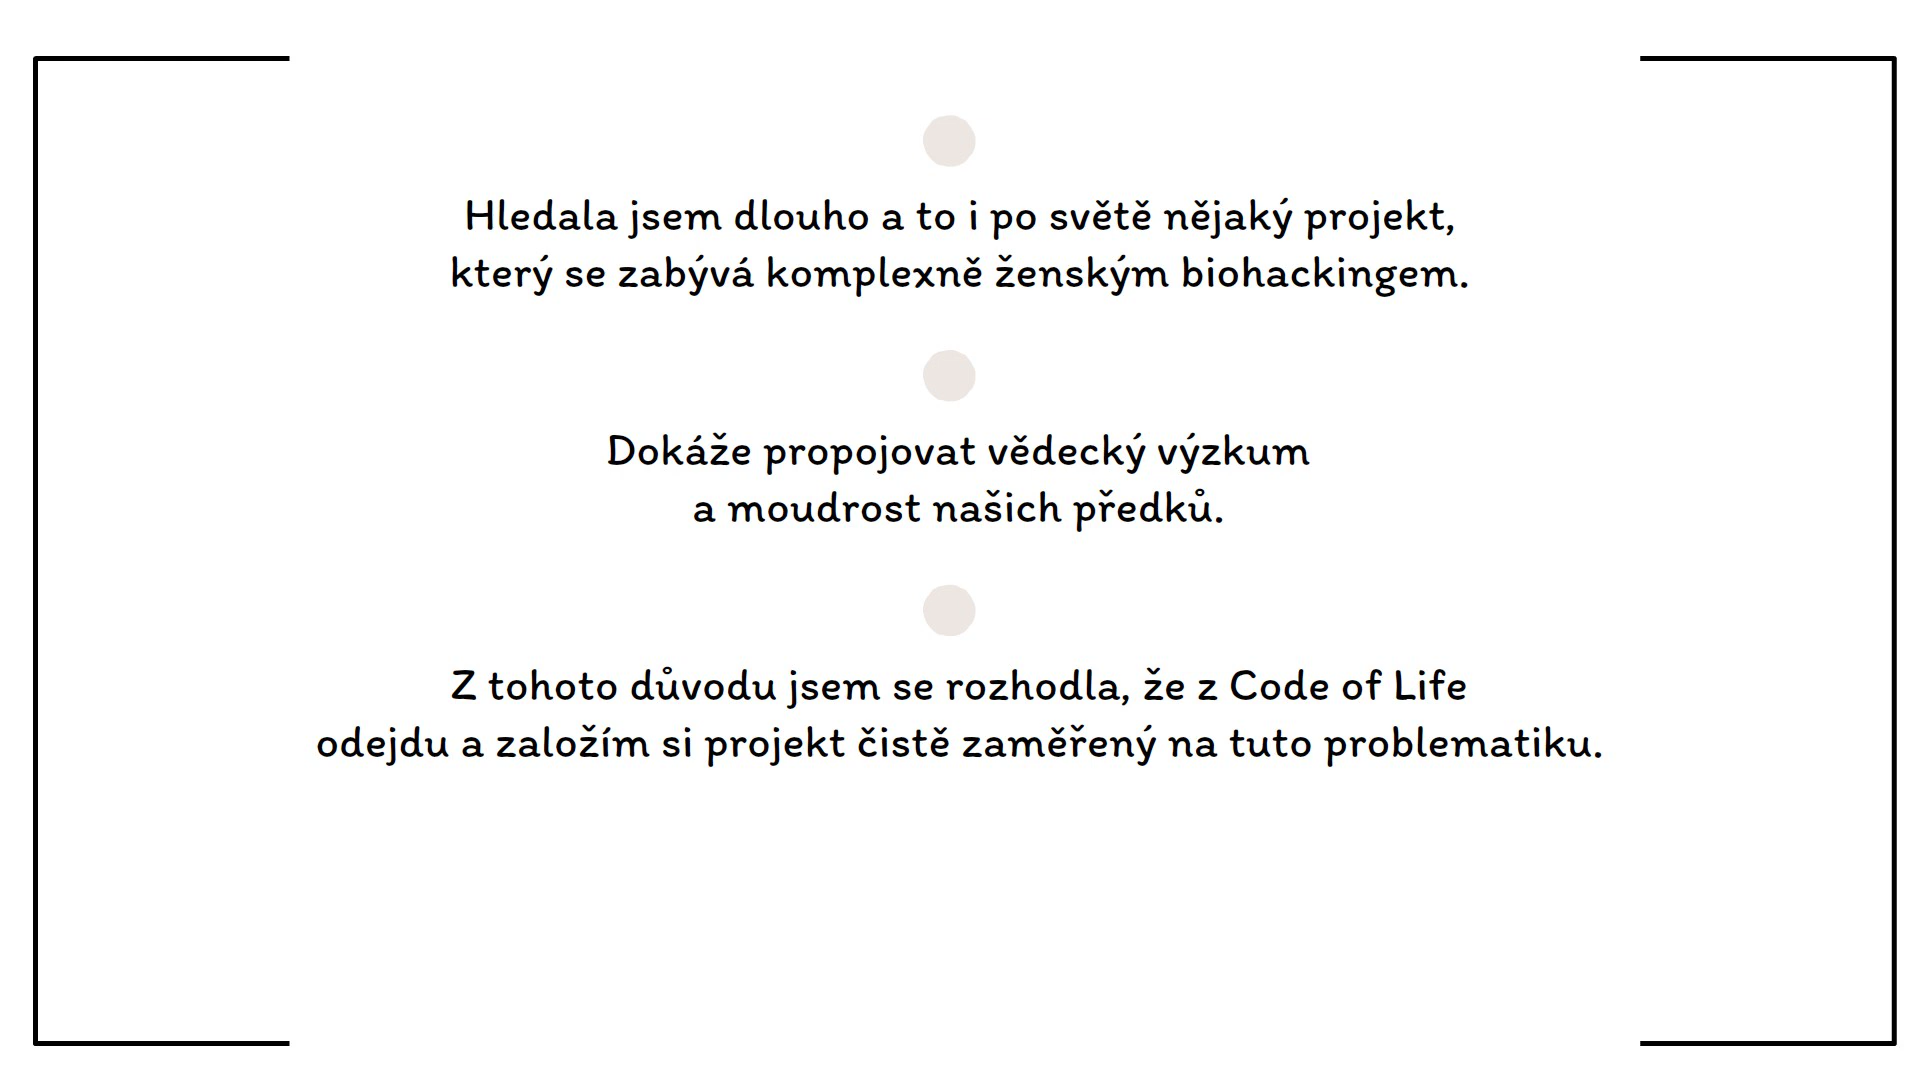 Hledala jsem dlouho a to i po světě nějaký projekt,
který se zabývá komplexně ženským biohackingem.
Dokáže propojovat vědecký výzkum
a moudrost našich předků.
Z tohoto důvodu jsem se rozhodla, že z Code of Life
odejdu a založím si projekt čistě zaměřený na tuto problematiku.